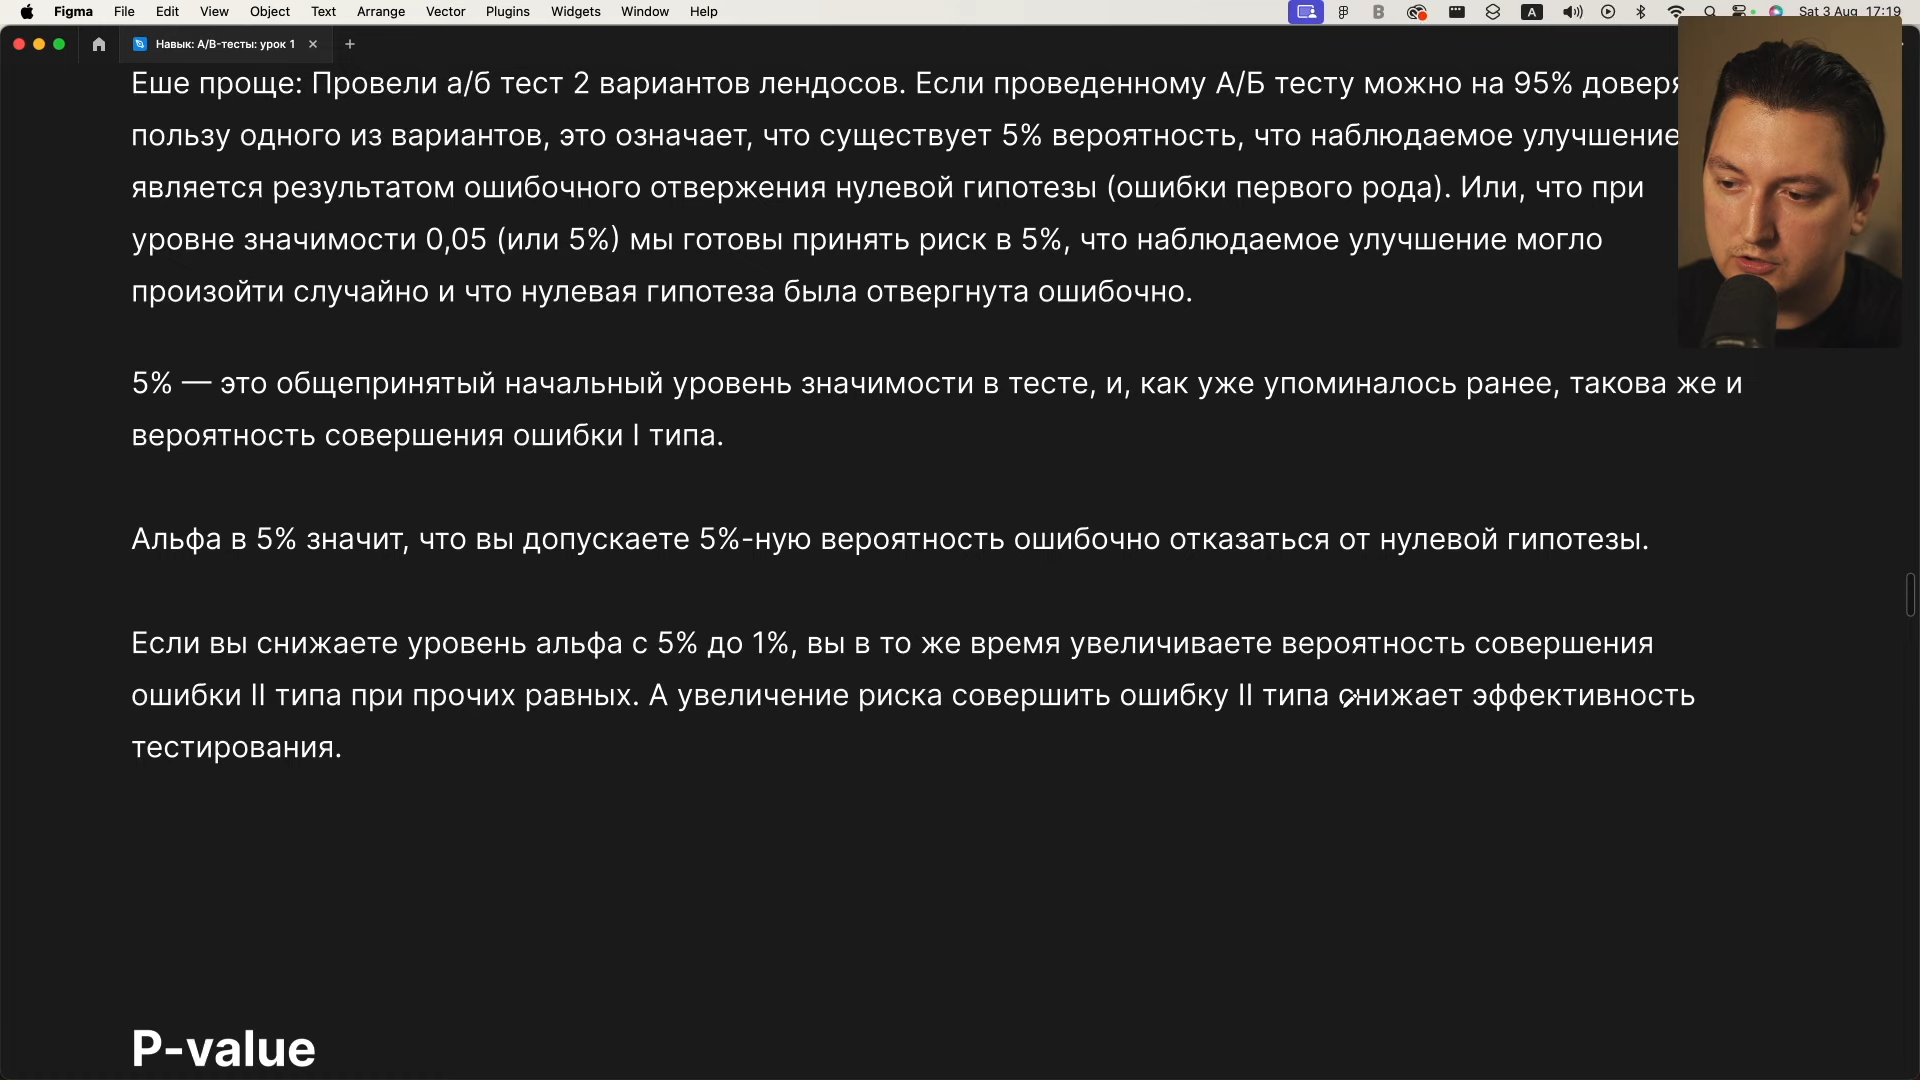 Figma File Edit View Object Text Arrange Vector Plugins Widgets Window Help
A Sat 3 Aug 17:19
Навык: A/B-тесты: урок 1
Еше проще: Провели а/б тест 2 вариантов лендосов. Если проведенному А/Б тесту можно на 95%
пользу одного из вариантов, это означает, что существует 5% вероятность, что наблюдаемое улучшение
является результатом ошибочного отвержения нулевой гипотезы (ошибки первого рода). Или, что при
уровне значимости 0,05 (или 5%) мы готовы принять риск в 5%, что наблюдаемое улучшение могло
произойти случайно и что нулевая гипотеза была отвергнута ошибочно.
5% — это общепринятый начальный уровень значимости в тесте, и, как уже упоминалось ранее, такова же и
вероятность совершения ошибки I типа.
Альфа в 5% значит, что вы допускаете 5%-ную вероятность ошибочно отказаться от нулевой гипотезы.
Если вы снижаете уровень альфа с 5% до 1%, вы в то же время увеличиваете вероятность совершения
ошибки II типа при прочих равных. А увеличение риска совершить ошибку II типа снижает эффективность
тестирования.
P-value